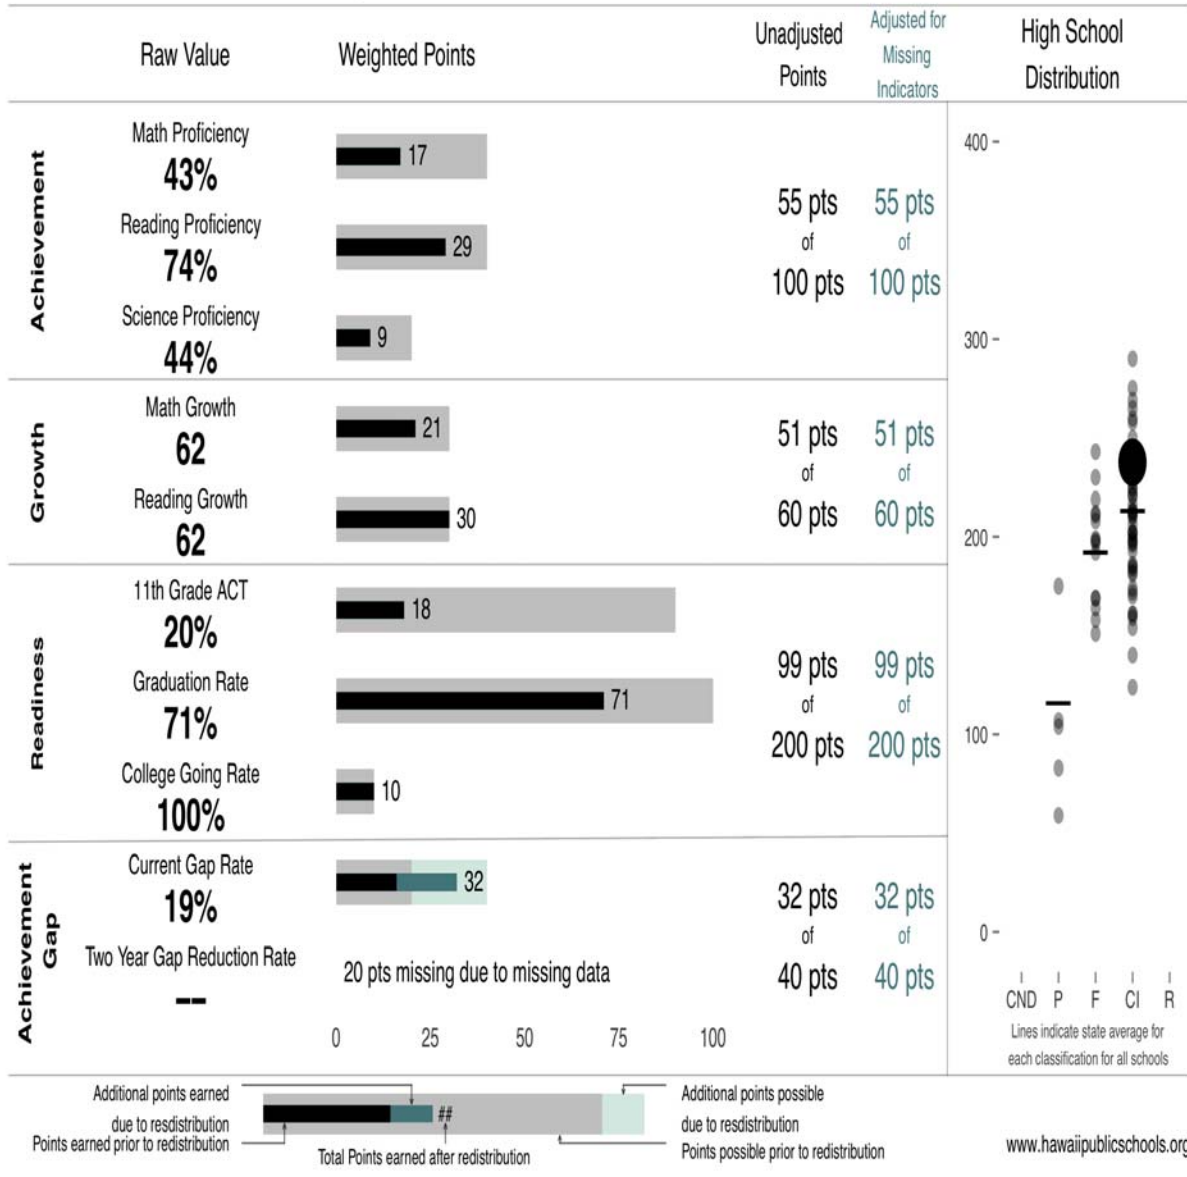 Raw Value
Weighted Points
Unadjusted
Points
Adjusted for
Missing
Indicators
High School
Distribution
Achievement
Math Proficiency
43%
17
Reading Proficiency
74%
29
Science Proficiency
44%
9
55 pts
of
100 pts
55 pts
of
100 pts
Growth
Math Growth
62
21
Reading Growth
62
30
51 pts
of
60 pts
51 pts
of
60 pts
Readiness
11th Grade ACT
20%
18
Graduation Rate
71%
71
College Going Rate
100%
10
99 pts
of
200 pts
99 pts
of
200 pts
Achievement
Gap
Current Gap Rate
19%
32
Two Year Gap Reduction Rate
--
20 pts missing due to missing data
32 pts
of
40 pts
32 pts
of
40 pts
0 25 50 75 100
400
300
200
100
0
CND P F CI R
Lines indicate state average for
each classification for all schools
Additional points earned
due to resdistribution
Points earned prior to redistribution
##
Total Points earned after redistribution
Additional points possible
due to resdistribution
Points possible prior to redistribution
www.hawaiipublicschools.org